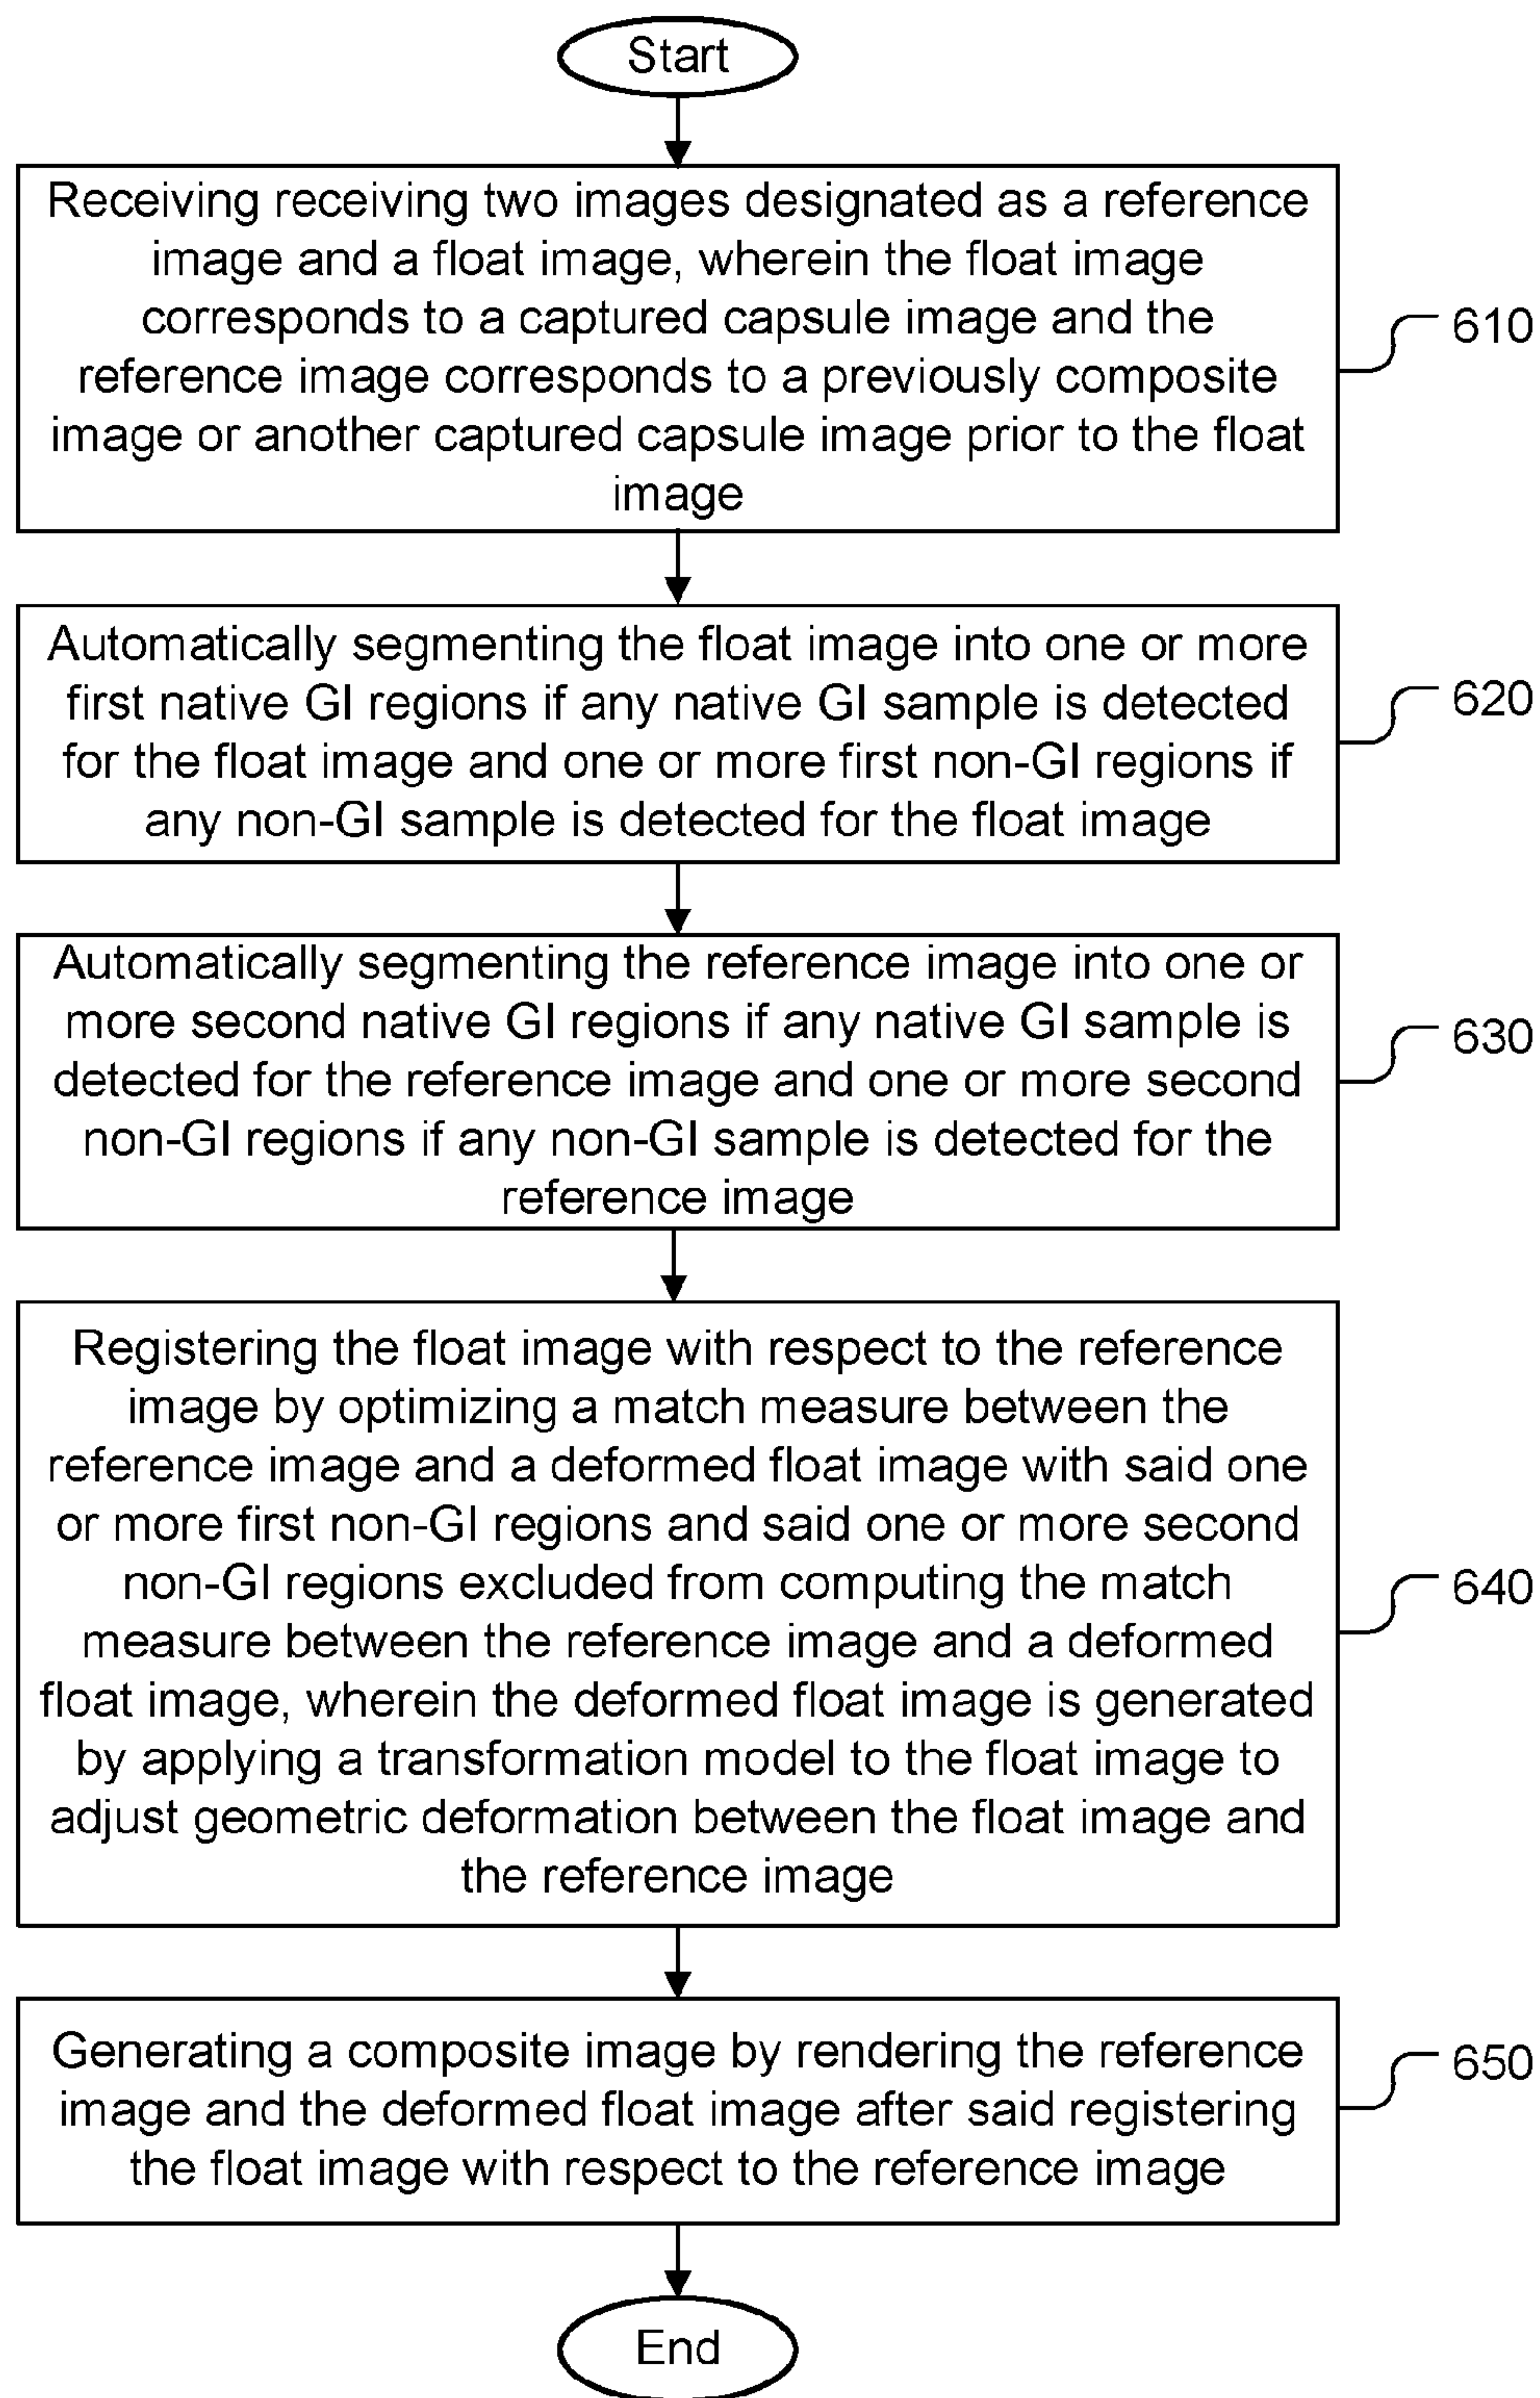 Start
Receiving receiving two images designated as a reference
image and a float image, wherein the float image
corresponds to a captured capsule image and the
reference image corresponds to a previously composite
image or another captured capsule image prior to the float
image
610
Automatically segmenting the float image into one or more
first native GI regions if any native GI sample is detected
for the float image and one or more first non-GI regions if
any non-GI sample is detected for the float image
620
Automatically segmenting the reference image into one or
more second native GI regions if any native GI sample is
detected for the reference image and one or more second
non-GI regions if any non-GI sample is detected for the
reference image
630
Registering the float image with respect to the reference
image by optimizing a match measure between the
reference image and a deformed float image with said one
or more first non-GI regions and said one or more second
non-GI regions excluded from computing the match
measure between the reference image and a deformed
float image, wherein the deformed float image is generated
by applying a transformation model to the float image to
adjust geometric deformation between the float image and
the reference image
640
Generating a composite image by rendering the reference
image and the deformed float image after said registering
the float image with respect to the reference image
650
End